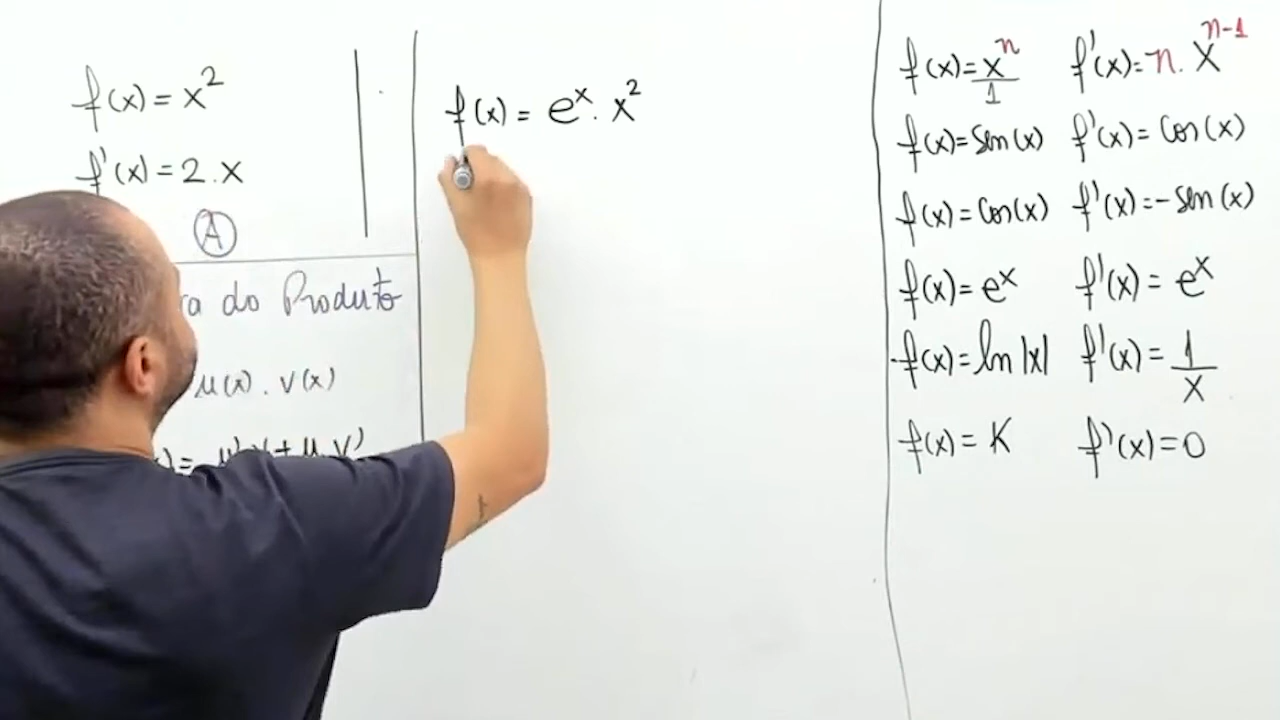 f(x) = x²
f'(x) = 2.x
A
do Produto
u(x) . v(x)
= u'.v + u.v'
f(x) = eˣ. x²
f(x) = xⁿ f'(x) = n. xⁿ⁻¹
1
f(x) = Sen(x) f'(x) = Cos(x)
f(x) = Cos(x) f'(x) = -Sen(x)
f(x) = eˣ f'(x) = eˣ
f(x) = ln |x| f'(x) = 1/x
f(x) = K f'(x) = 0